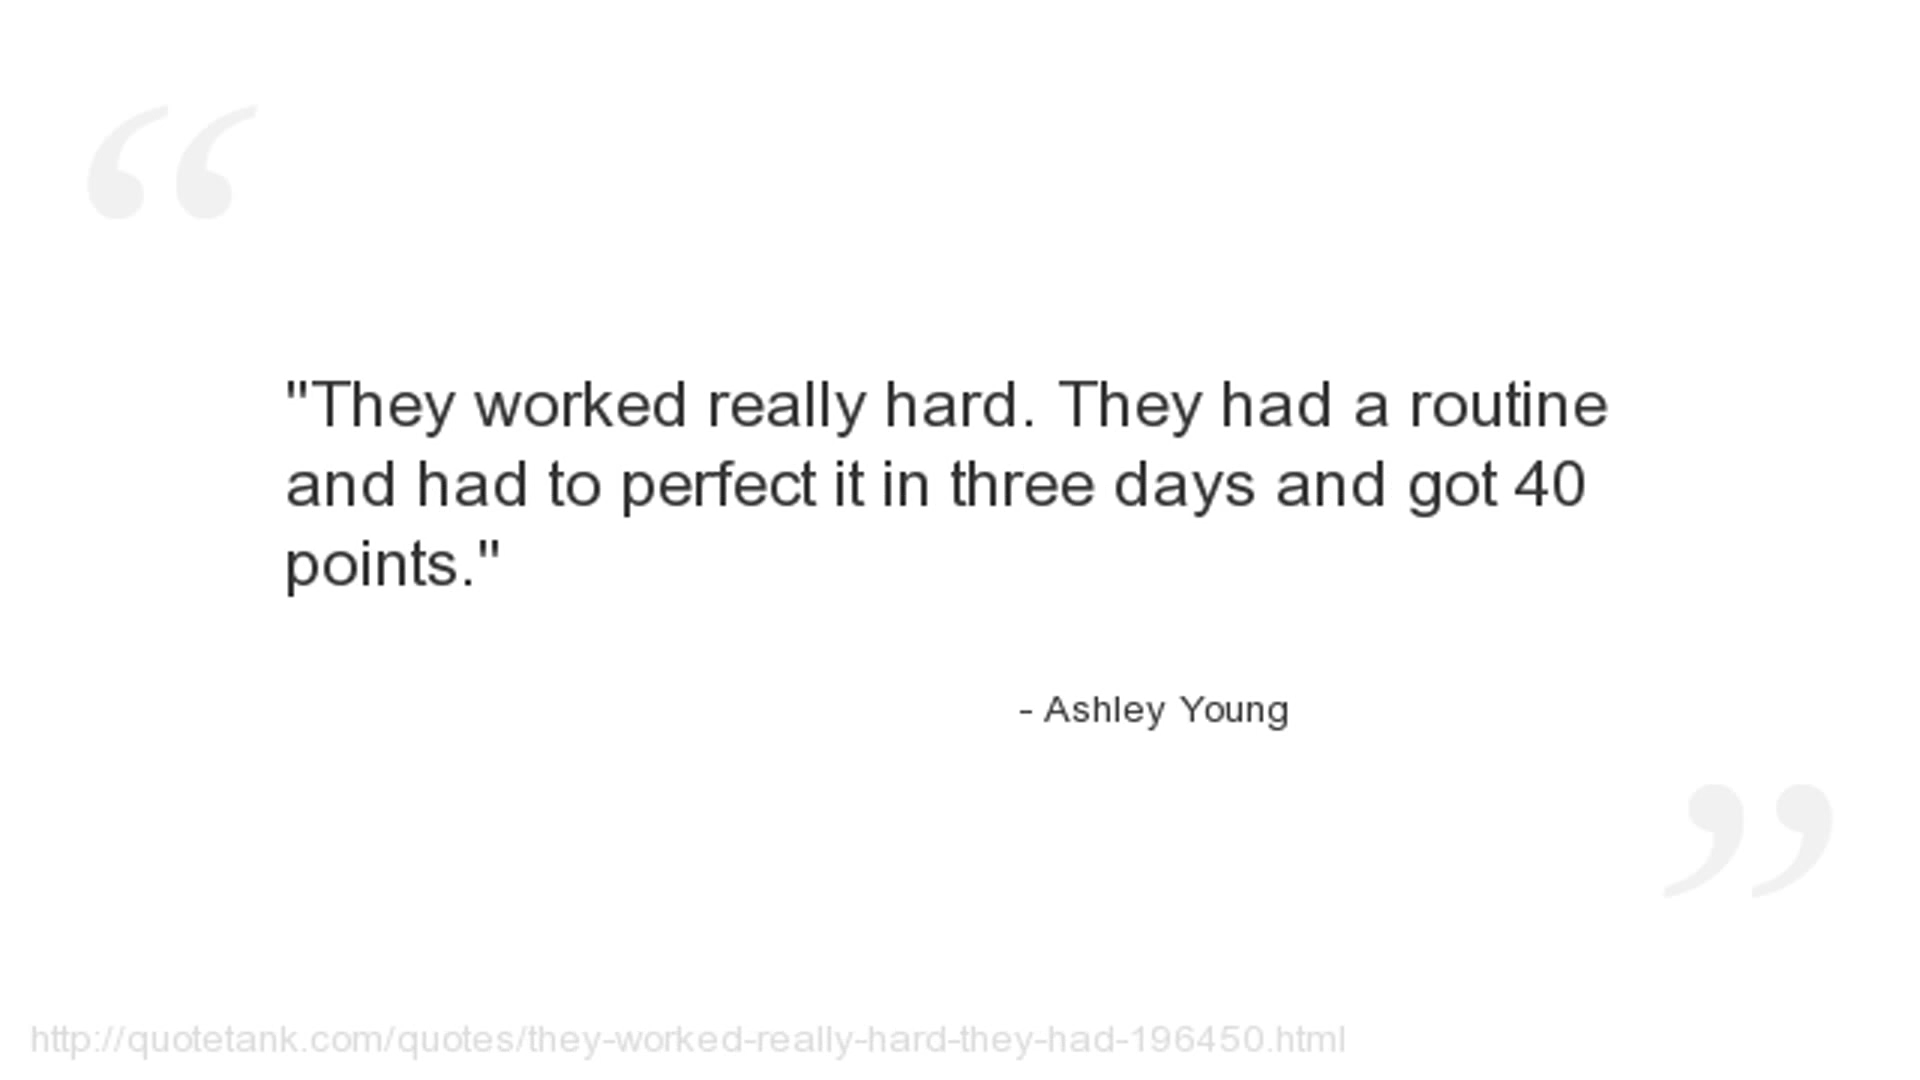 "They worked really hard. They had a routine
and had to perfect it in three days and got 40
points."
- Ashley Young
http://quotetank.com/quotes/they-worked-really-hard-they-had-196450.html